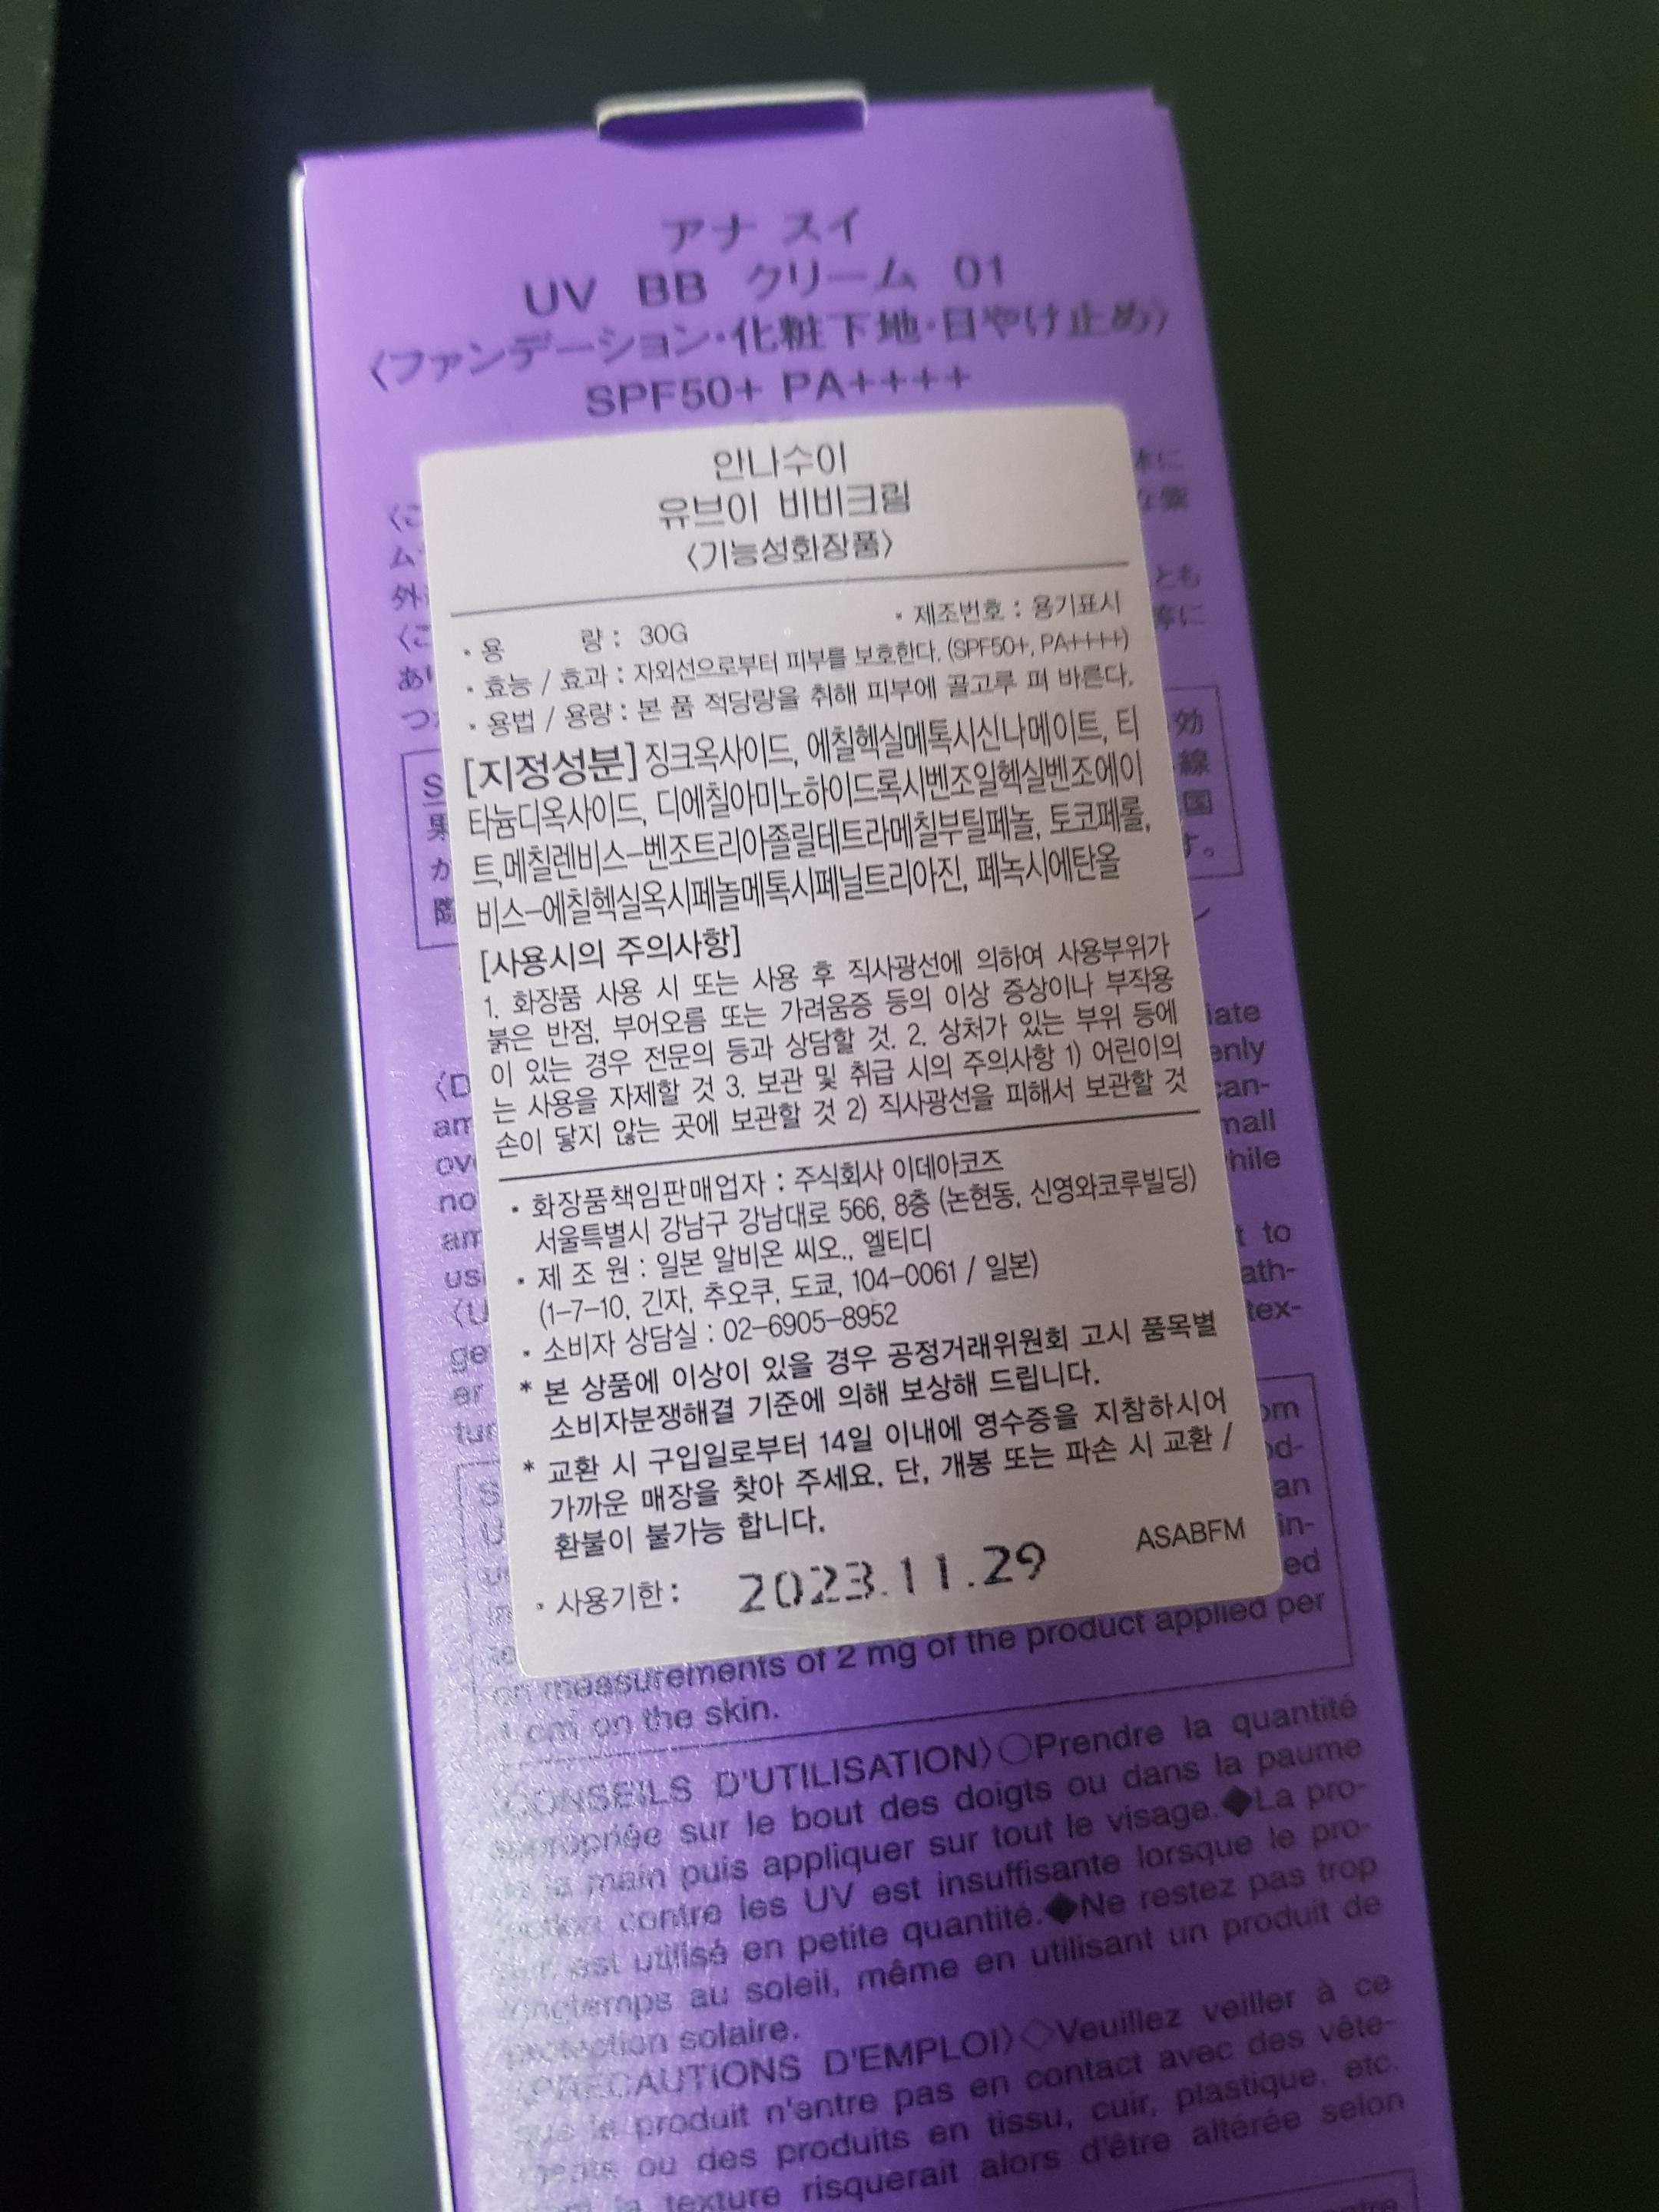 アナ スイ
UV BB クリーム 01
〈ファンデーション・化粧下地・日やけ止め〉
SPF50+ PA++++
안나수이
유브이 비비크림
〈기능성화장품〉
• 용 량 : 30G • 제조번호 : 용기표시
• 효능 / 효과 : 자외선으로부터 피부를 보호한다. (SPF50+, PA++++)
• 용법 / 용량 : 본 품 적당량을 취해 피부에 골고루 펴 바른다.
[지정성분] 징크옥사이드, 에칠헥실메톡시신나메이트, 티
타늄디옥사이드, 디에칠아미노하이드록시벤조일헥실벤조에이
트,메칠렌비스-벤조트리아졸릴테트라메칠부틸페놀, 토코페롤,
비스-에칠헥실옥시페놀메톡시페닐트리아진, 페녹시에탄올
[사용시의 주의사항]
1. 화장품 사용 시 또는 사용 후 직사광선에 의하여 사용부위가
붉은 반점, 부어오름 또는 가려움증 등의 이상 증상이나 부작용
이 있는 경우 전문의 등과 상담할 것. 2. 상처가 있는 부위 등에
는 사용을 자제할 것 3. 보관 및 취급 시의 주의사항 1) 어린이의
손이 닿지 않는 곳에 보관할 것 2) 직사광선을 피해서 보관할 것
• 화장품책임판매업자 : 주식회사 이데아코즈
서울특별시 강남구 강남대로 566, 8층 (논현동, 신영와코루빌딩)
• 제 조 원 : 일본 알비온 씨오., 엘티디
(1-7-10, 긴자, 추오쿠, 도쿄, 104-0061 / 일본)
• 소비자 상담실 : 02-6905-8952
* 본 상품에 이상이 있을 경우 공정거래위원회 고시 품목별
소비자분쟁해결 기준에 의해 보상해 드립니다.
* 교환 시 구입일로부터 14일 이내에 영수증을 지참하시어
가까운 매장을 찾아 주세요. 단, 개봉 또는 파손 시 교환 /
환불이 불가능 합니다.
ASABFM
• 사용기한 : 2023.11.29
on measurements of 2 mg of the product applied per
1 cm² on the skin.
〈CONSEILS D'UTILISATION〉○Prendre la quantité
appropriée sur le bout des doigts ou dans la paume
de la main puis appliquer sur tout le visage.◆La pro-
tection contre les UV est insuffisante lorsque le pro-
duit est utilisé en petite quantité.◆Ne restez pas trop
longtemps au soleil, même en utilisant un produit de
protection solaire.
〈PRÉCAUTIONS D'EMPLOI〉◇Veuillez veiller à ce
que le produit n'entre pas en contact avec des vête-
ments ou des produits en tissu, cuir, plastique, etc.
la texture risquerait alors d'être altérée selon